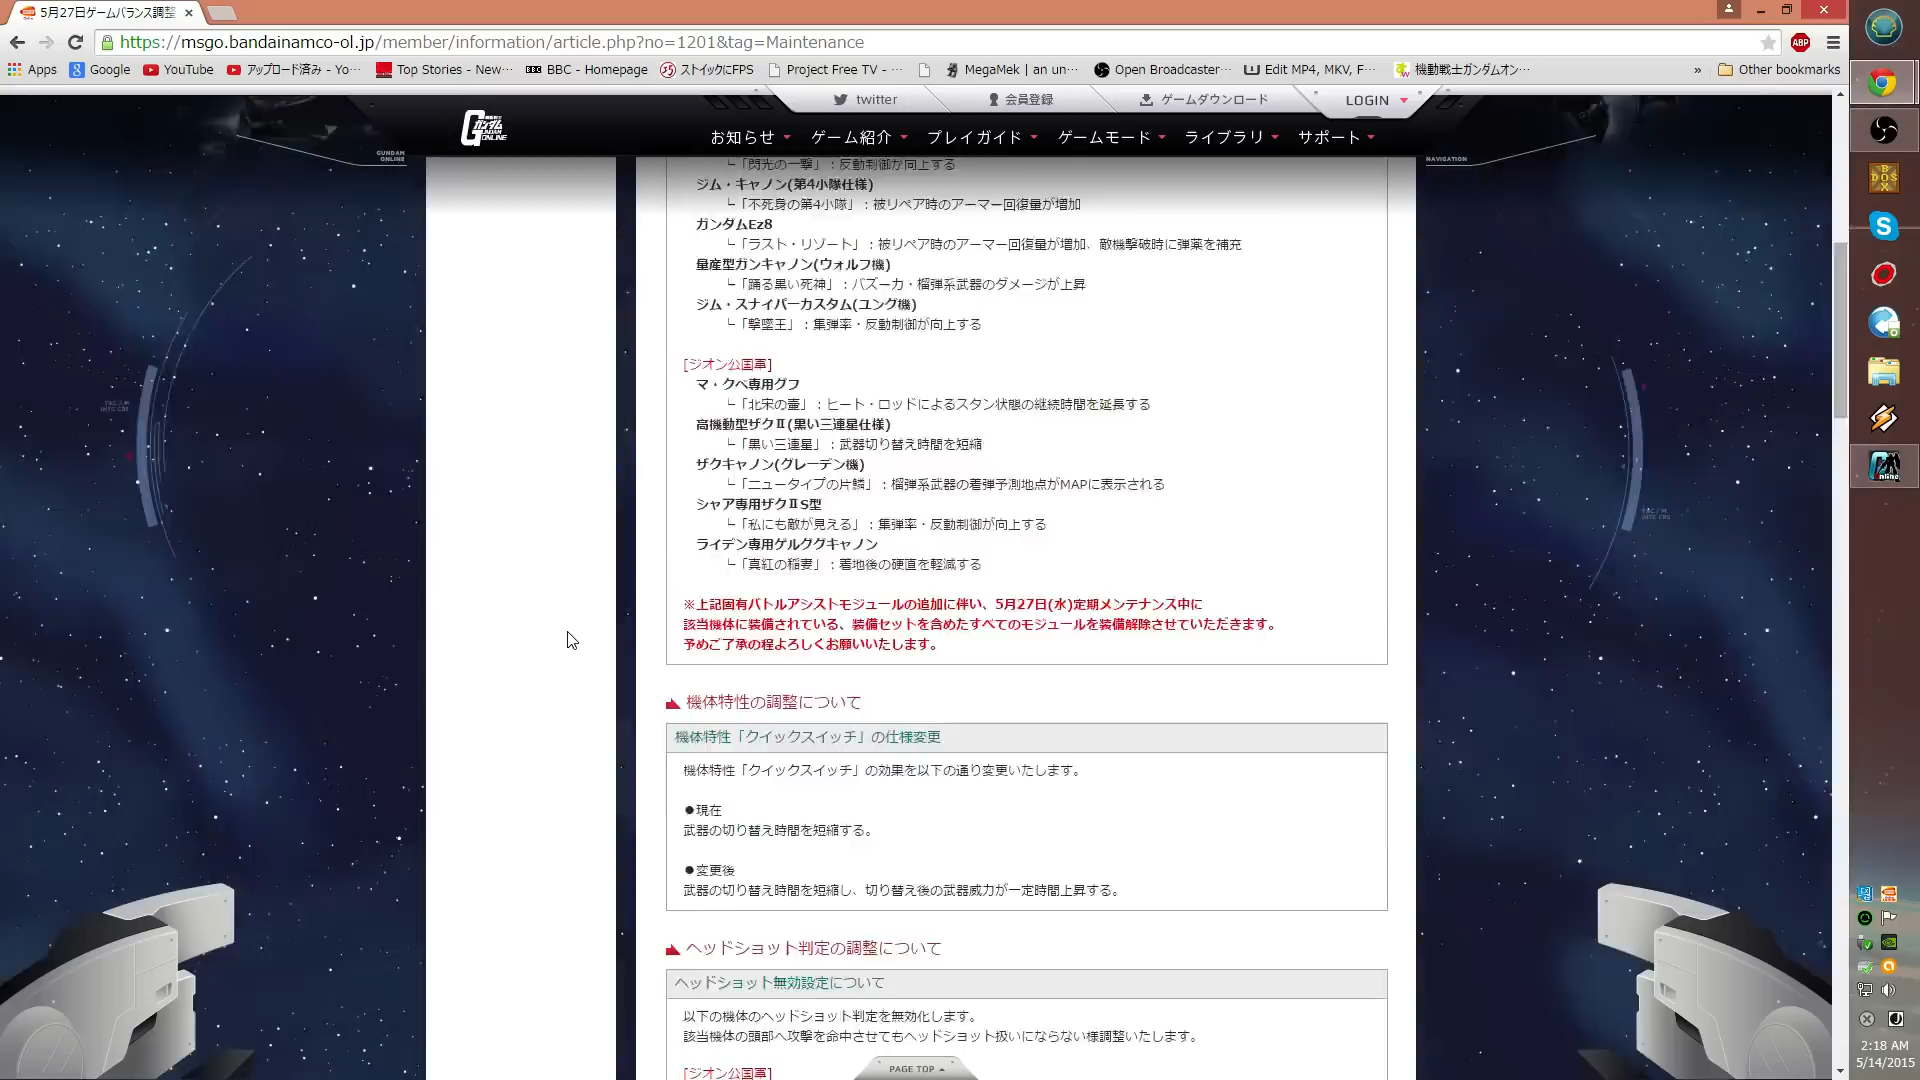 5月27日ゲームバランス調整
https://msgo.bandainamco-ol.jp/member/information/article.php?no=1201&tag=Maintenance
ABP
Apps
Google
YouTube
アップロード済み - Yo...
Top Stories - New...
BBC - Homepage
ストイックにFPS
Project Free TV - ...
MegaMek | an un...
Open Broadcaster...
Edit MP4, MKV, F...
機動戦士ガンダムオン...
»
Other bookmarks
twitter
会員登録
ゲームダウンロード
LOGIN
GUNDAM ONLINE
お知らせ
ゲーム紹介
プレイガイド
ゲームモード
ライブラリ
サポート
NAVIGATION
└「閃光の一撃」：反動制御が向上する
ジム・キャノン(第4小隊仕様)
└「不死身の第4小隊」：被リペア時のアーマー回復量が増加
ガンダムEz8
└「ラスト・リゾート」：被リペア時のアーマー回復量が増加、敵機撃破時に弾薬を補充
量産型ガンキャノン(ウォルフ機)
└「踊る黒い死神」：バズーカ・榴弾系武器のダメージが上昇
ジム・スナイパーカスタム(ユング機)
└「撃墜王」：集弾率・反動制御が向上する
[ジオン公国軍]
マ・クベ専用グフ
└「北宋の壷」：ヒート・ロッドによるスタン状態の継続時間を延長する
高機動型ザクⅡ(黒い三連星仕様)
└「黒い三連星」：武器切り替え時間を短縮
ザクキャノン(グレーデン機)
└「ニュータイプの片鱗」：榴弾系武器の着弾予測地点がMAPに表示される
シャア専用ザクⅡS型
└「私にも敵が見える」：集弾率・反動制御が向上する
ライデン専用ゲルググキャノン
└「真紅の稲妻」：着地後の硬直を軽減する
※上記固有バトルアシストモジュールの追加に伴い、5月27日(水)定期メンテナンス中に
該当機体に装備されている、装備セットを含めたすべてのモジュールを装備解除させていただきます。
予めご了承の程よろしくお願いいたします。
機体特性の調整について
機体特性「クイックスイッチ」の仕様変更
機体特性「クイックスイッチ」の効果を以下の通り変更いたします。
●現在
武器の切り替え時間を短縮する。
●変更後
武器の切り替え時間を短縮し、切り替え後の武器威力が一定時間上昇する。
ヘッドショット判定の調整について
ヘッドショット無効設定について
以下の機体のヘッドショット判定を無効化します。
該当機体の頭部へ攻撃を命中させてもヘッドショット扱いにならない様調整いたします。
[ジオン公国軍]
PAGE TOP
2:18 AM
5/14/2015